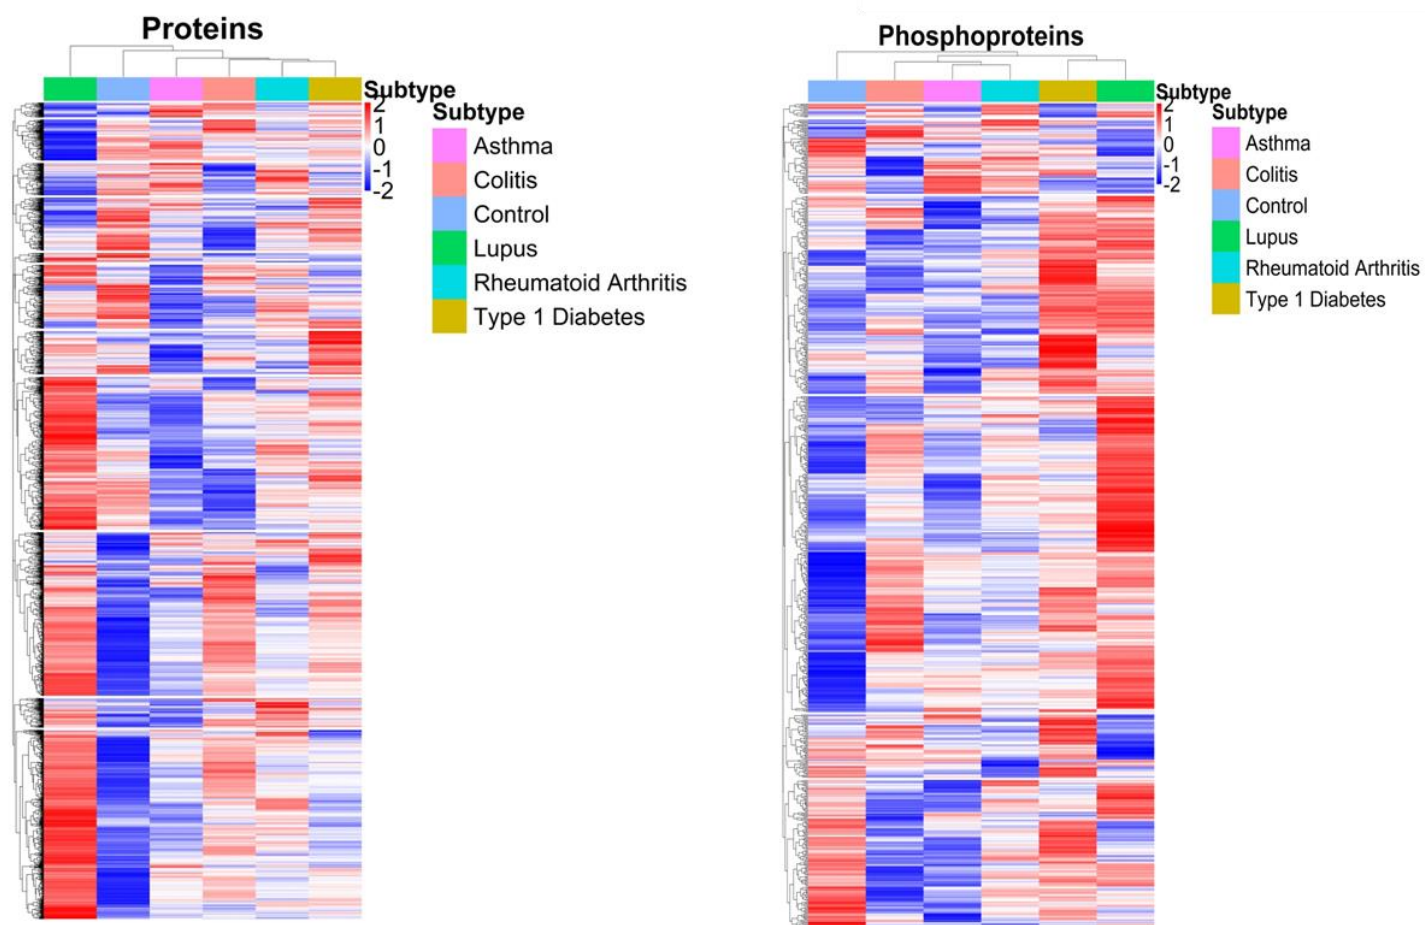 Proteins
Subtype
2
1
0
-1
-2
Subtype
Asthma
Colitis
Control
Lupus
Rheumatoid Arthritis
Type 1 Diabetes
Phosphoproteins
Subtype
2
1
0
-1
-2
Subtype
Asthma
Colitis
Control
Lupus
Rheumatoid Arthritis
Type 1 Diabetes